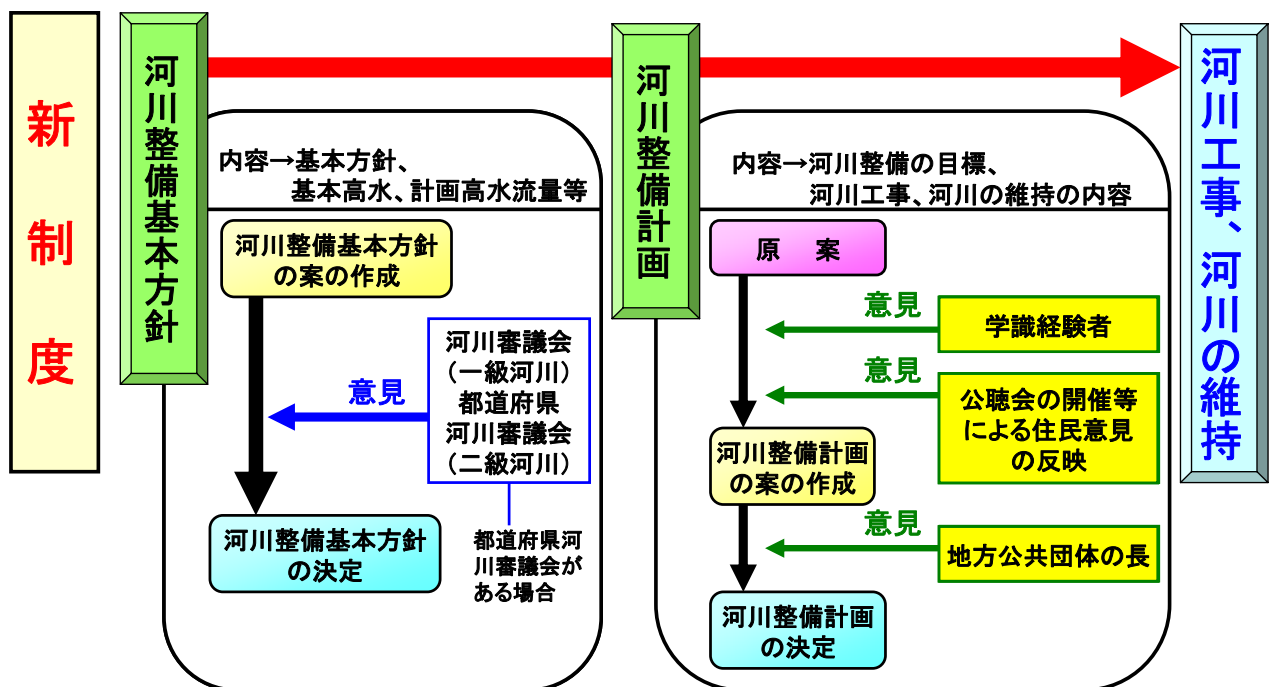 新制度
河川整備基本方針
内容→基本方針、
基本高水、計画高水流量等
河川整備基本方針
の案の作成
意見
河川審議会
(一級河川)
都道府県
河川審議会
(二級河川)
都道府県河
川審議会が
ある場合
河川整備基本方針
の決定
河川整備計画
内容→河川整備の目標、
河川工事、河川の維持の内容
原　案
意見
学識経験者
意見
公聴会の開催等
による住民意見
の反映
河川整備計画
の案の作成
意見
地方公共団体の長
河川整備計画
の決定
河川工事、河川の維持